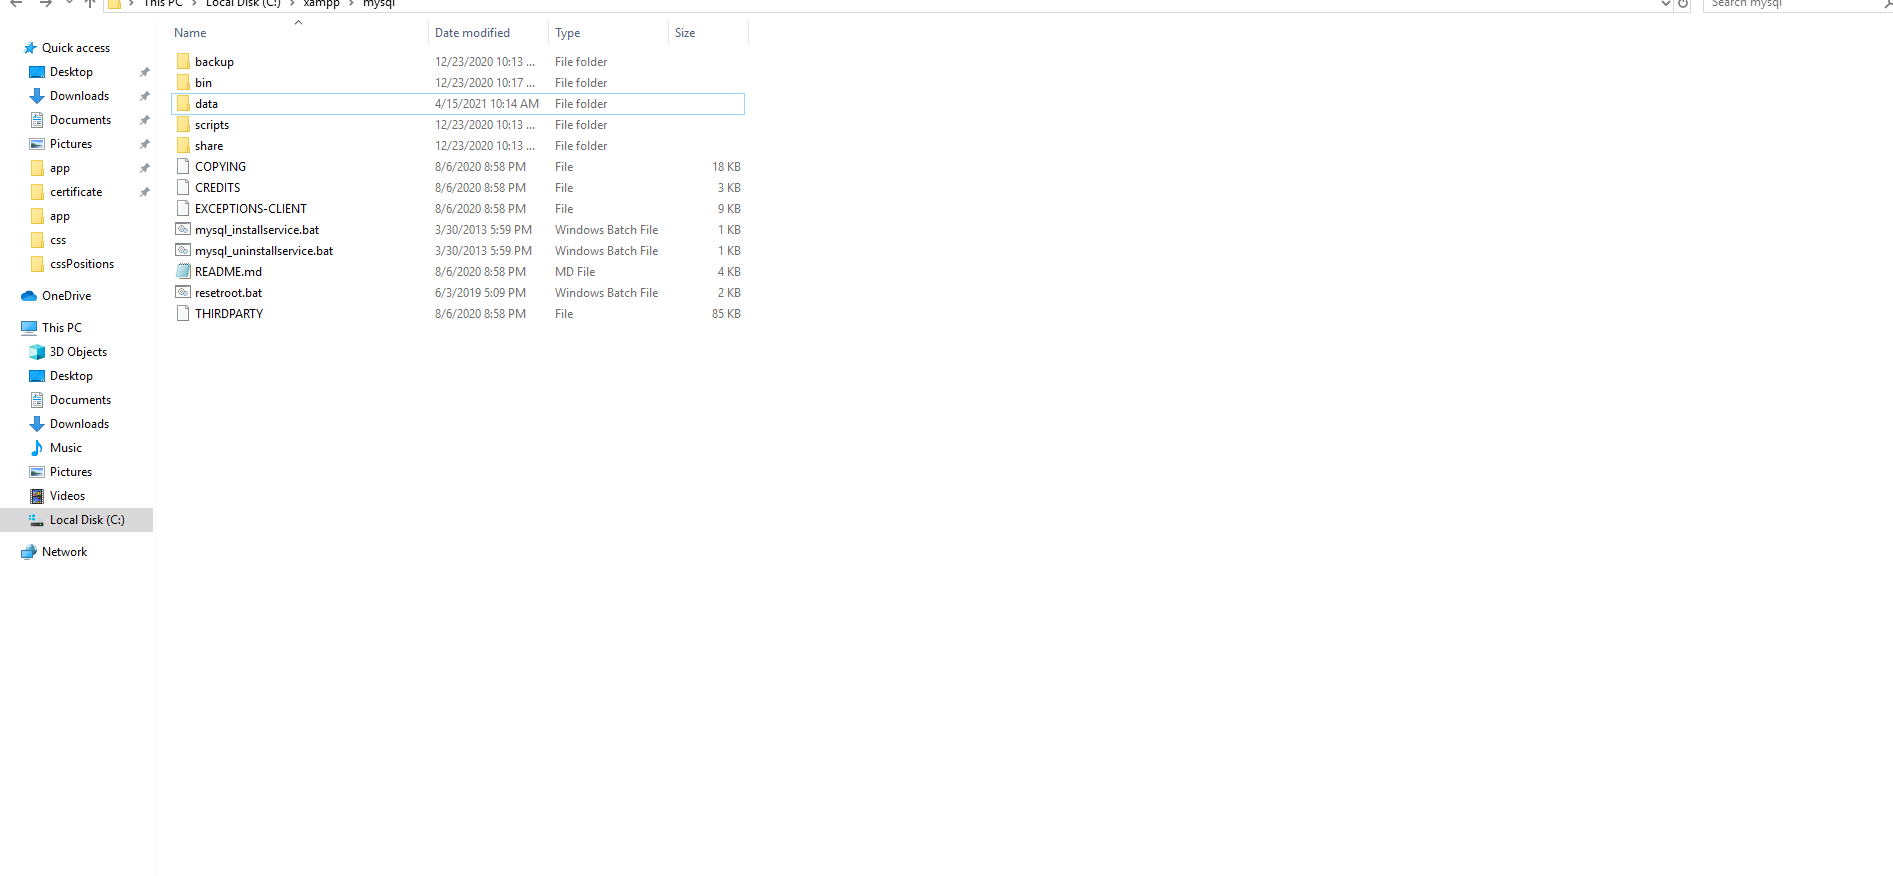 This PC > Local Disk (C:) > xampp > mysql
Search mysql
Name Date modified Type Size
Quick access
Desktop
Downloads
Documents
Pictures
app
certificate
app
css
cssPositions
OneDrive
This PC
3D Objects
Desktop
Documents
Downloads
Music
Pictures
Videos
Local Disk (C:)
Network
backup 12/23/2020 10:13 ... File folder
bin 12/23/2020 10:17 ... File folder
data 4/15/2021 10:14 AM File folder
scripts 12/23/2020 10:13 ... File folder
share 12/23/2020 10:13 ... File folder
COPYING 8/6/2020 8:58 PM File 18 KB
CREDITS 8/6/2020 8:58 PM File 3 KB
EXCEPTIONS-CLIENT 8/6/2020 8:58 PM File 9 KB
mysql_installservice.bat 3/30/2013 5:59 PM Windows Batch File 1 KB
mysql_uninstallservice.bat 3/30/2013 5:59 PM Windows Batch File 1 KB
README.md 8/6/2020 8:58 PM MD File 4 KB
resetroot.bat 6/3/2019 5:09 PM Windows Batch File 2 KB
THIRDPARTY 8/6/2020 8:58 PM File 85 KB